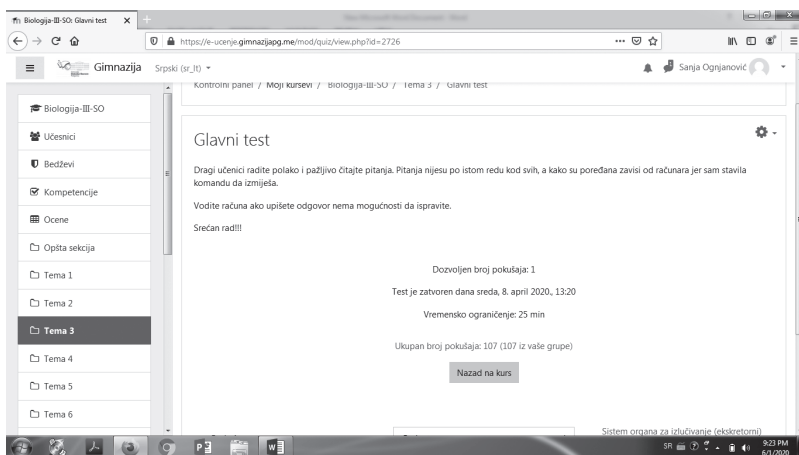 Biologija-III-SO: Glavni test
https://e-ucenje.gimnazijapg.me/mod/quiz/view.php?id=2726
Gimnazija Srpski (sr_lt)
Sanja Ognjanović
Kontrolni panel / Moji kursevi / Biologija-III-SO / Tema 3 / Glavni test
Biologija-III-SO
Učesnici
Bedževi
Kompetencije
Ocene
Opšta sekcija
Tema 1
Tema 2
Tema 3
Tema 4
Tema 5
Tema 6
Glavni test
Dragi učenici radite polako i pažljivo čitajte pitanja. Pitanja nijesu po istom redu kod svih, a kako su poređana zavisi od računara jer sam stavila
komandu da izmiješa.
Vodite računa ako upišete odgovor nema mogućnosti da ispravite.
Srećan rad!!!
Dozvoljen broj pokušaja: 1
Test je zatvoren dana sreda, 8. april 2020., 13:20
Vremensko ograničenje: 25 min
Ukupan broj pokušaja: 107 (107 iz vaše grupe)
Nazad na kurs
Sistem organa za izlučivanje (ekskretorni)
SR
9:23 PM
6/1/2020